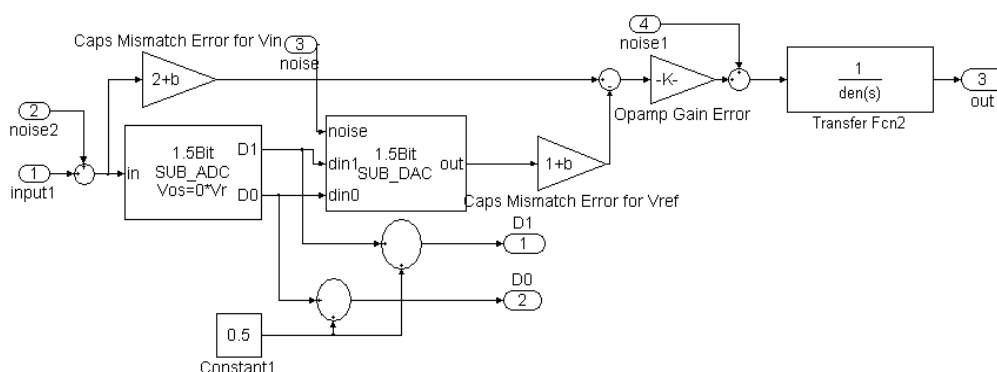 4
noise1
Caps Mismatch Error for Vin
3
noise
2+b
-K-
Opamp Gain Error
1
den(s)
Transfer Fcn2
3
out
2
noise2
1
input1
in
1.5Bit
SUB_ADC
Vos=0*Vr
D1
D0
noise
din1
din0
1.5Bit
SUB_DAC
out
1+b
Caps Mismatch Error for Vref
D1
1
D0
2
0.5
Constant1